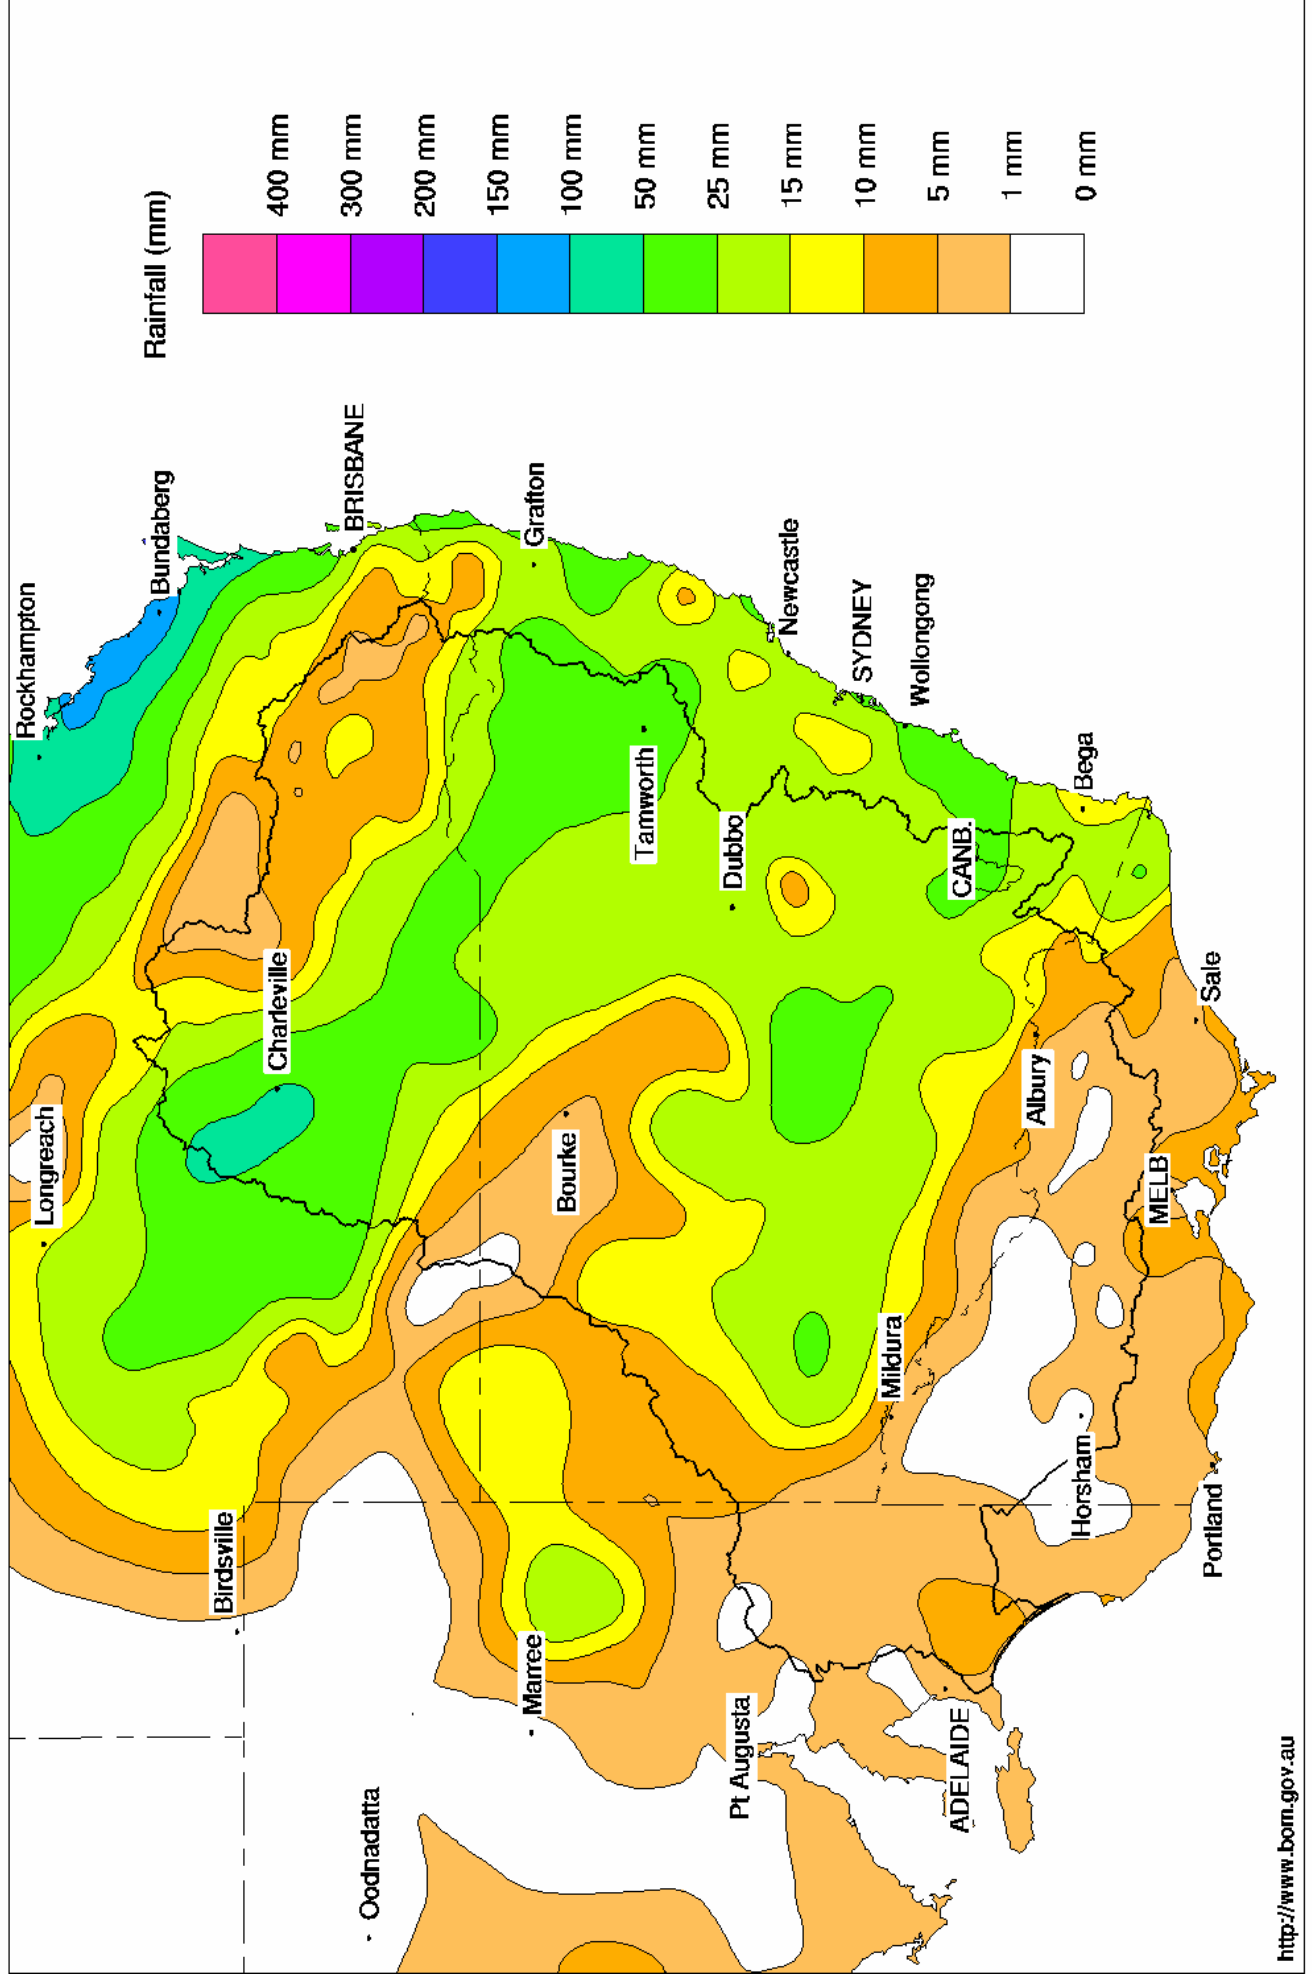 Rainfall (mm)
400 mm
300 mm
200 mm
150 mm
100 mm
50 mm
25 mm
15 mm
10 mm
5 mm
1 mm
0 mm
Rockhampton
Bundaberg
BRISBANE
Grafton
Newcastle
SYDNEY
Wollongong
Bega
Tamworth
Dubbo
CANB.
Charleville
Sale
Longreach
Bourke
Albury
MELB
Mildura
Birdsville
Horsham
Portland
Marree
Pt Augusta
ADELAIDE
Oodnadatta
http://www.bom.gov.au